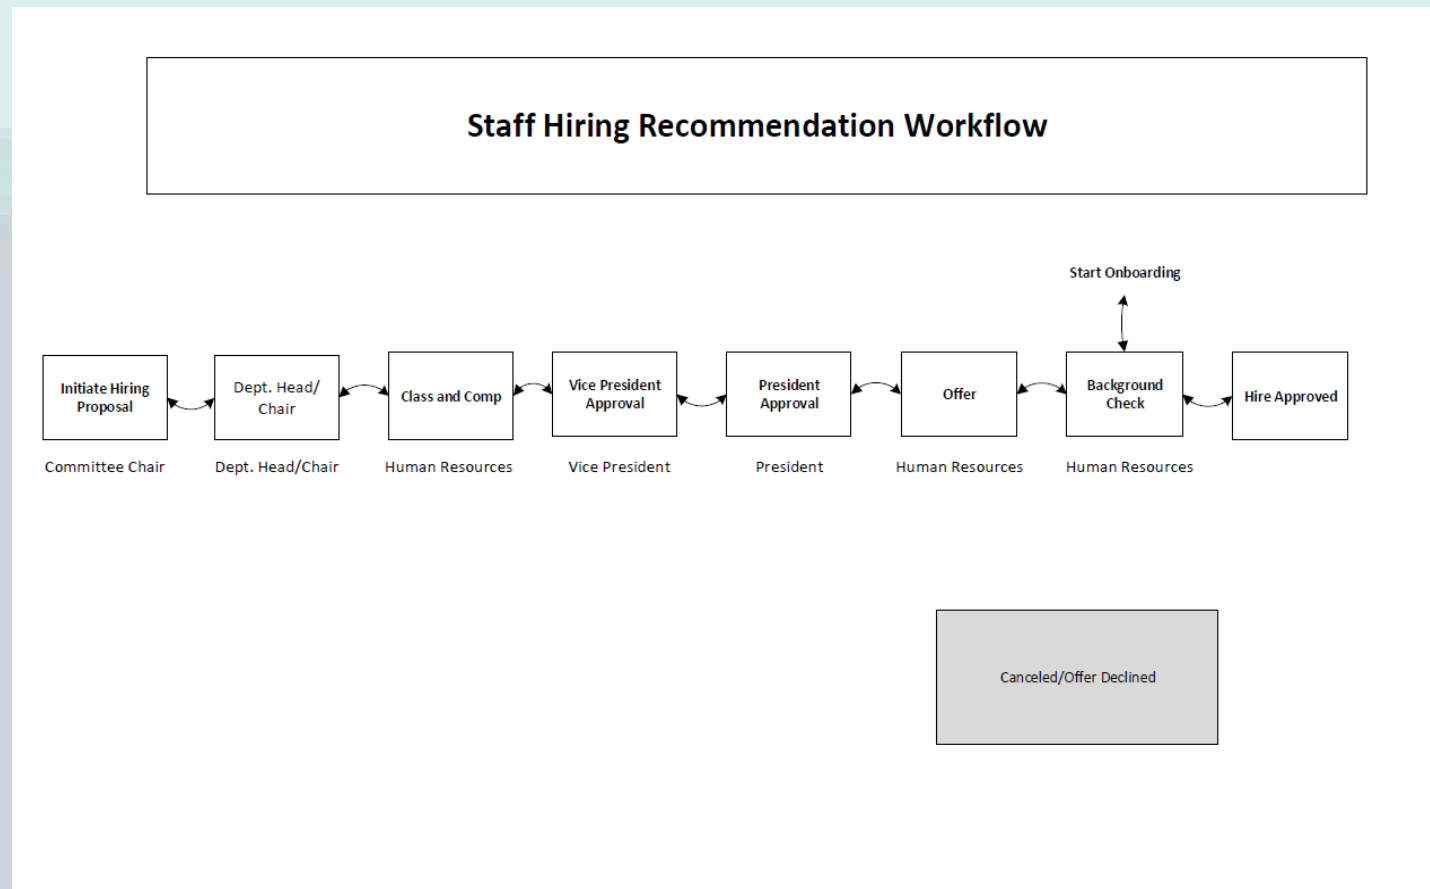 Staff Hiring Recommendation Workflow
Start Onboarding
Initiate Hiring
Proposal
Dept. Head/
Chair
Class and Comp
Vice President
Approval
President
Approval
Offer
Background
Check
Hire Approved
Committee Chair
Dept. Head/Chair
Human Resources
Vice President
President
Human Resources
Human Resources
Canceled/Offer Declined